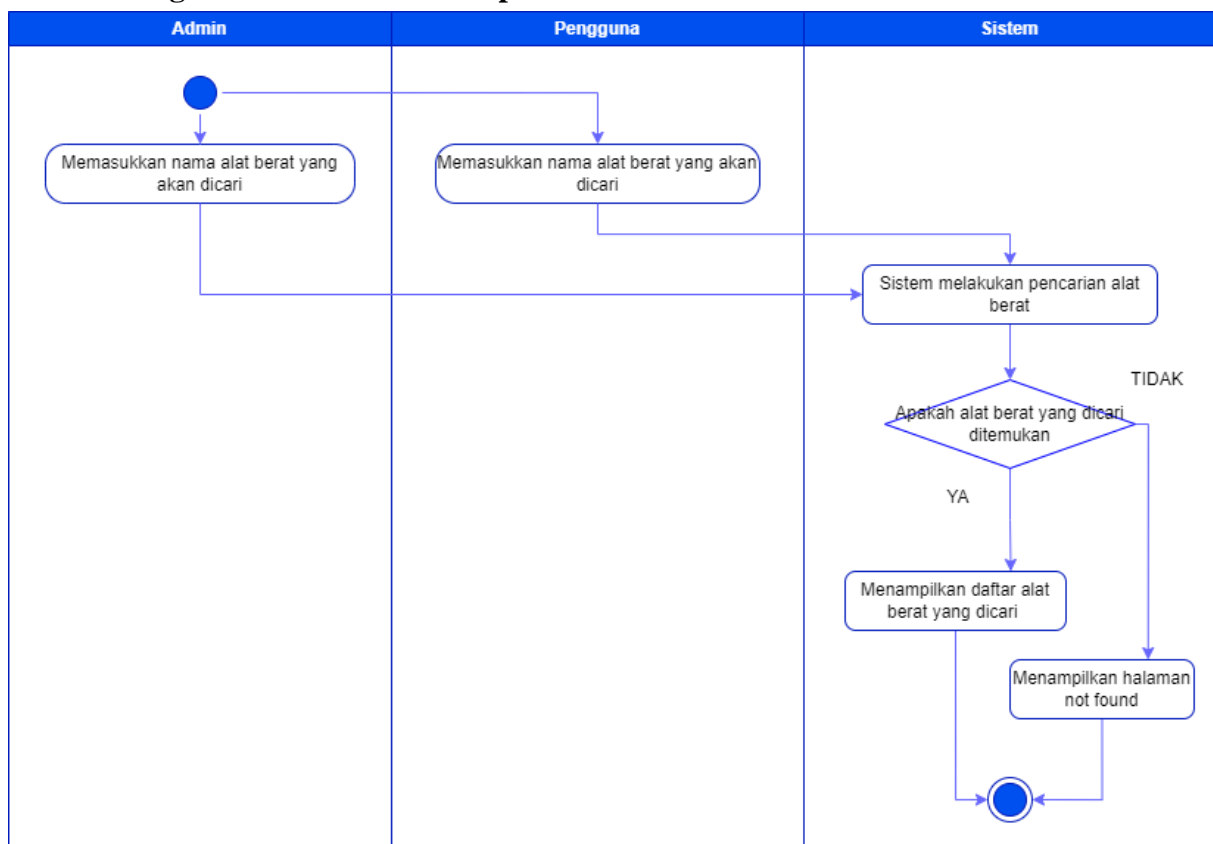 Admin
Pengguna
Sistem
Memasukkan nama alat berat yang
akan dicari
Memasukkan nama alat berat yang akan
dicari
Sistem melakukan pencarian alat
berat
TIDAK
Apakah alat berat yang dicari
ditemukan
YA
Menampilkan daftar alat
berat yang dicari
Menampilkan halaman
not found